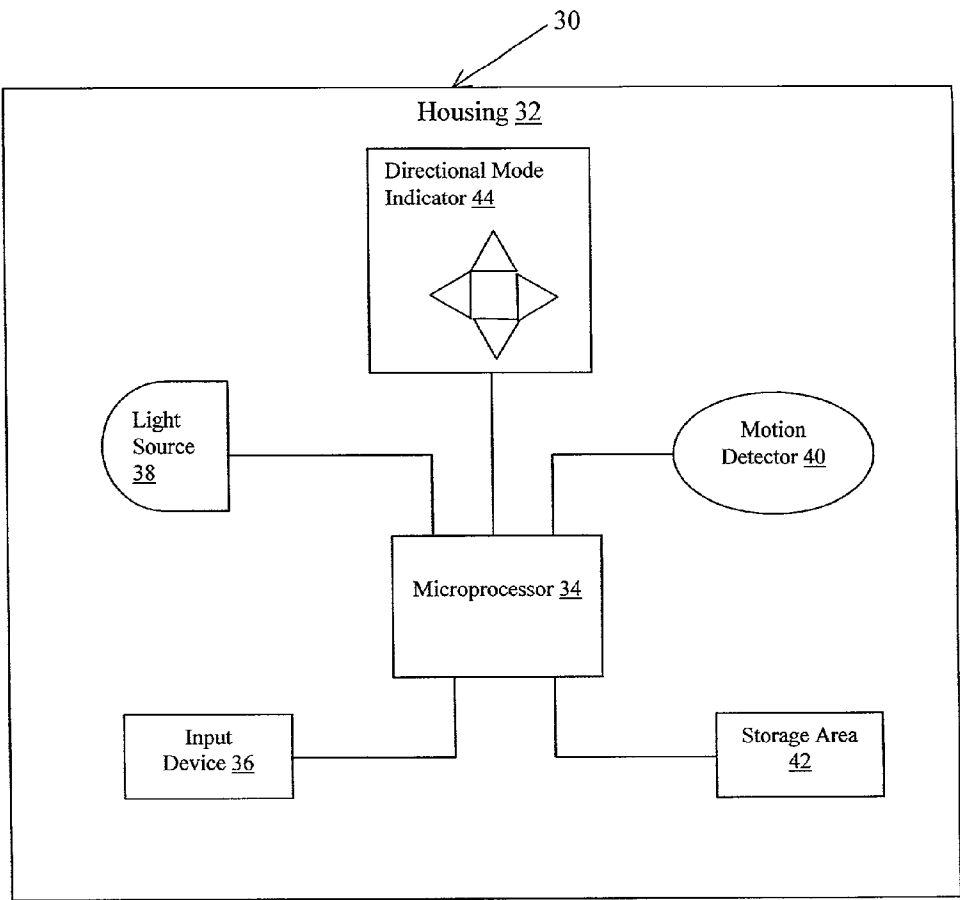 30
Housing 32
Directional Mode
Indicator 44
Light
Source
38
Motion
Detector 40
Microprocessor 34
Input
Device 36
Storage Area
42